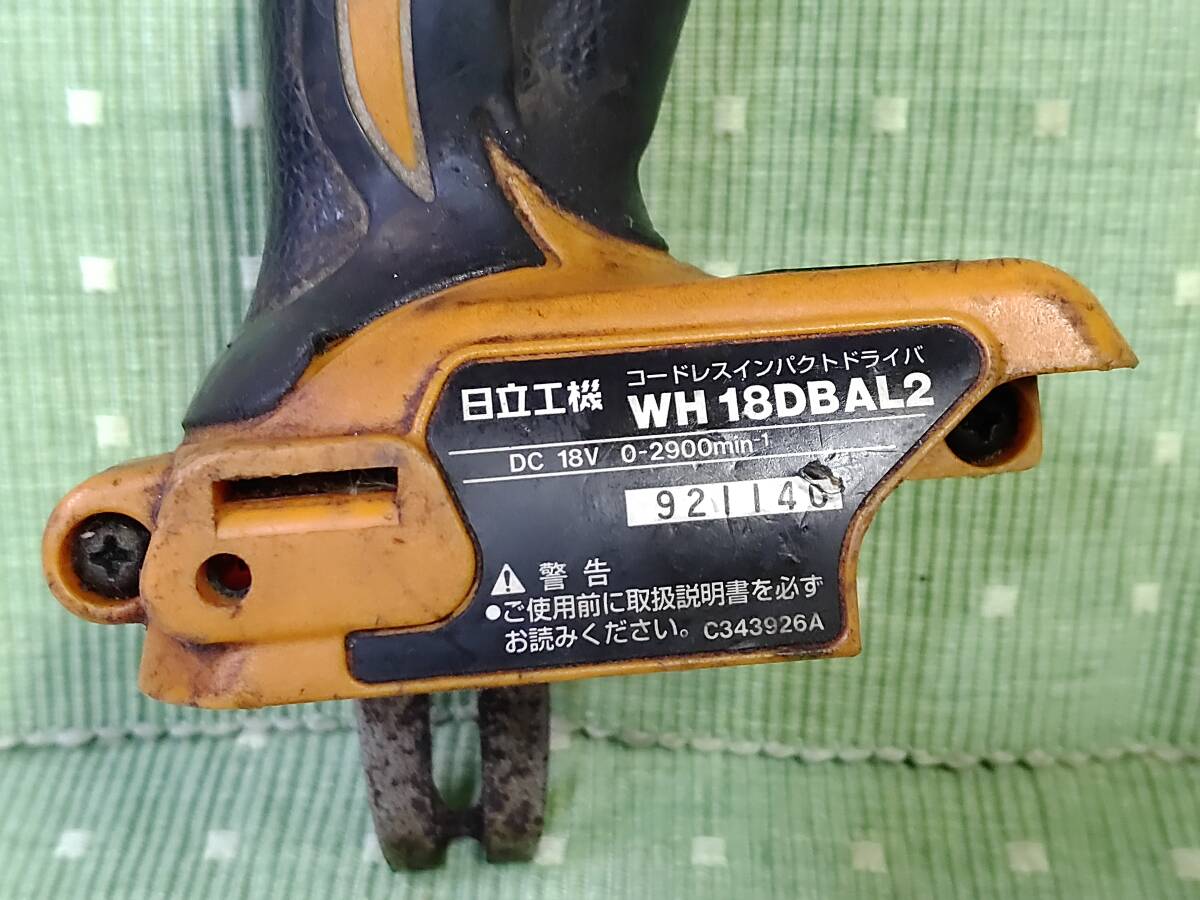 日立工機 コードレスインパクトドライバ
WH 18DBAL2
DC 18V 0-2900min⁻¹
921140
警告
●ご使用前に取扱説明書を必ず
お読みください。 C343926A